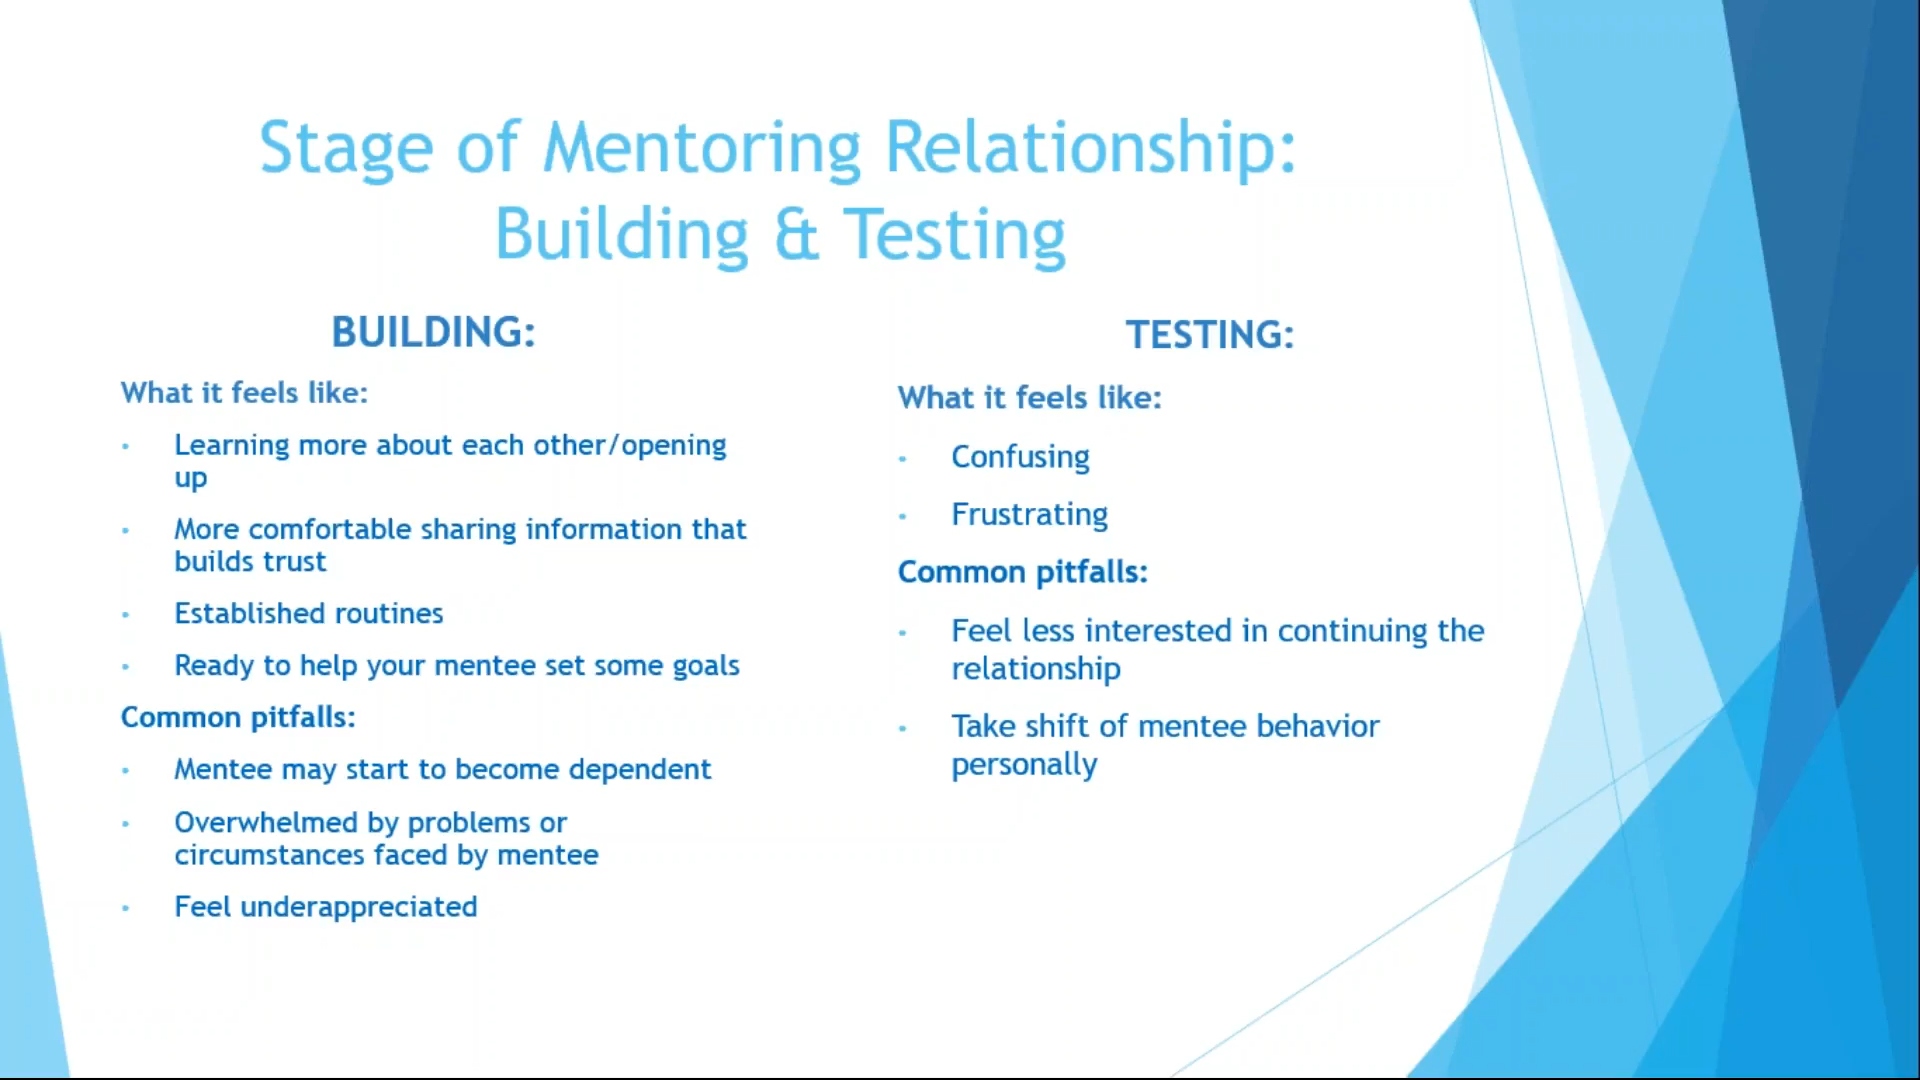 Stage of Mentoring Relationship:
Building & Testing
BUILDING:
What it feels like:
• Learning more about each other/opening
up
• More comfortable sharing information that
builds trust
• Established routines
• Ready to help your mentee set some goals
Common pitfalls:
• Mentee may start to become dependent
• Overwhelmed by problems or
circumstances faced by mentee
• Feel underappreciated
TESTING:
What it feels like:
• Confusing
• Frustrating
Common pitfalls:
• Feel less interested in continuing the
relationship
• Take shift of mentee behavior
personally